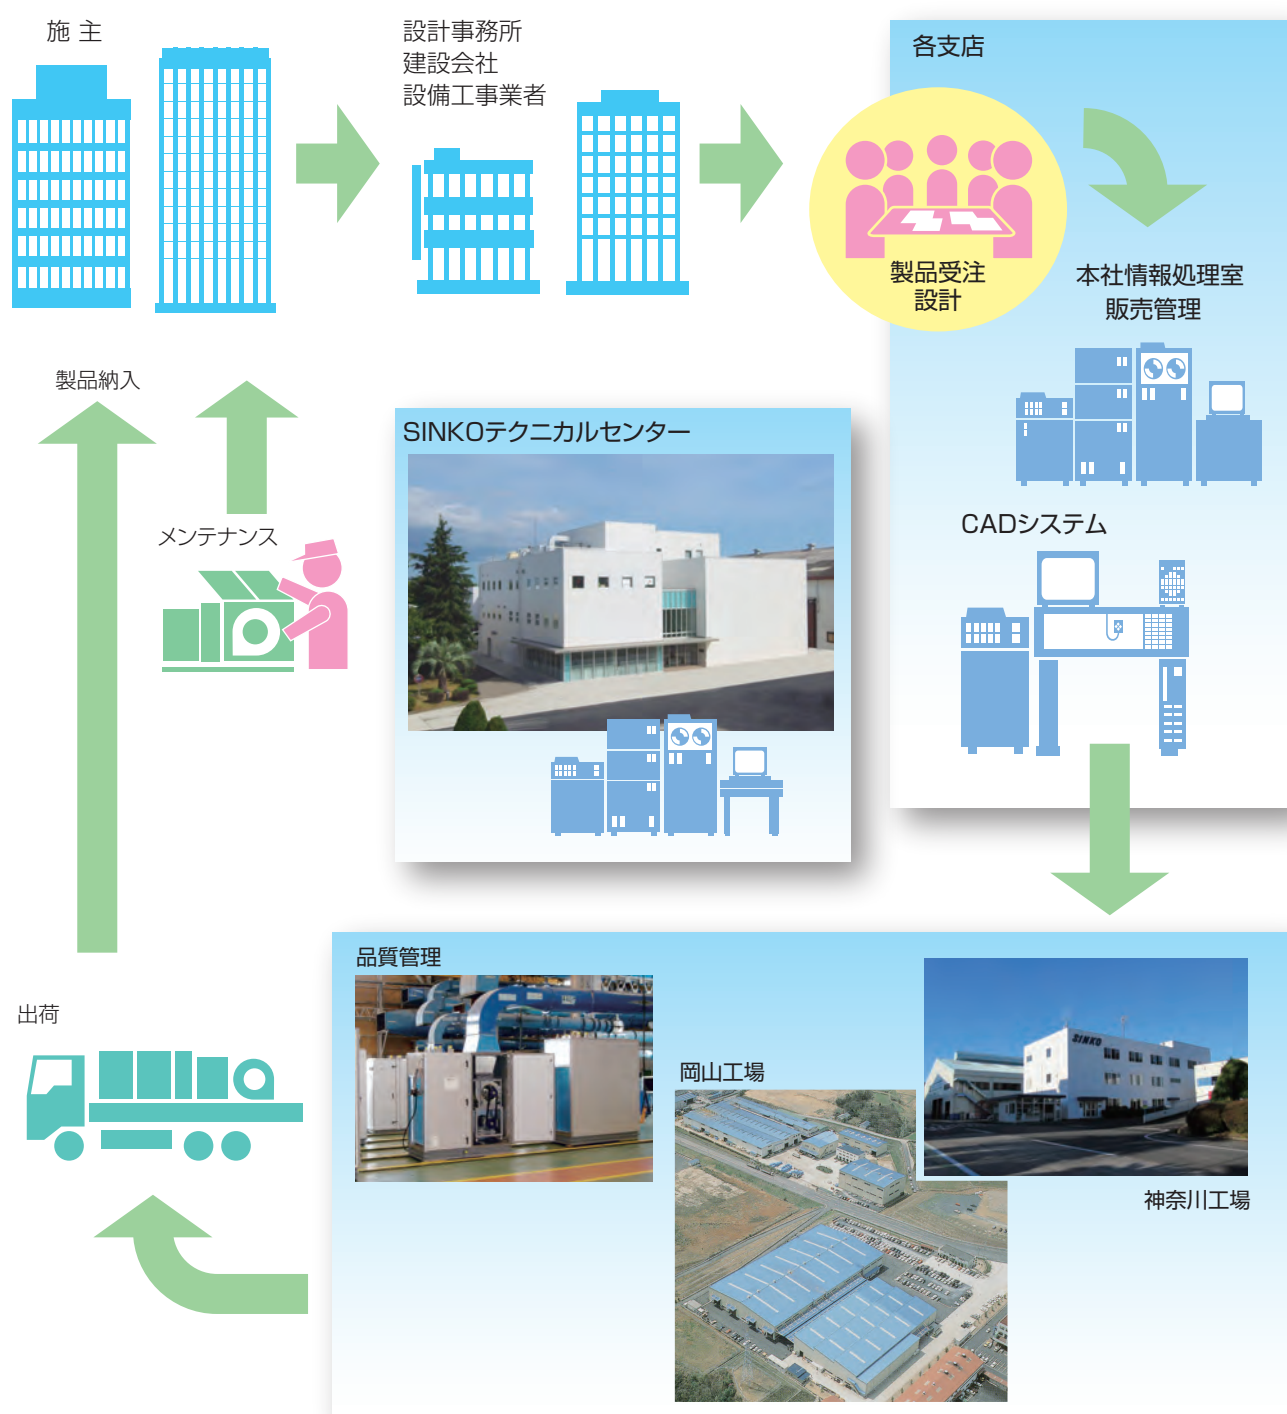 施 主
設計事務所
建設会社
設備工事業者
各支店
製品受注
設計
本社情報処理室
販売管理
製品納入
SINKOテクニカルセンター
メンテナンス
CADシステム
品質管理
岡山工場
SINKO
神奈川工場
出荷